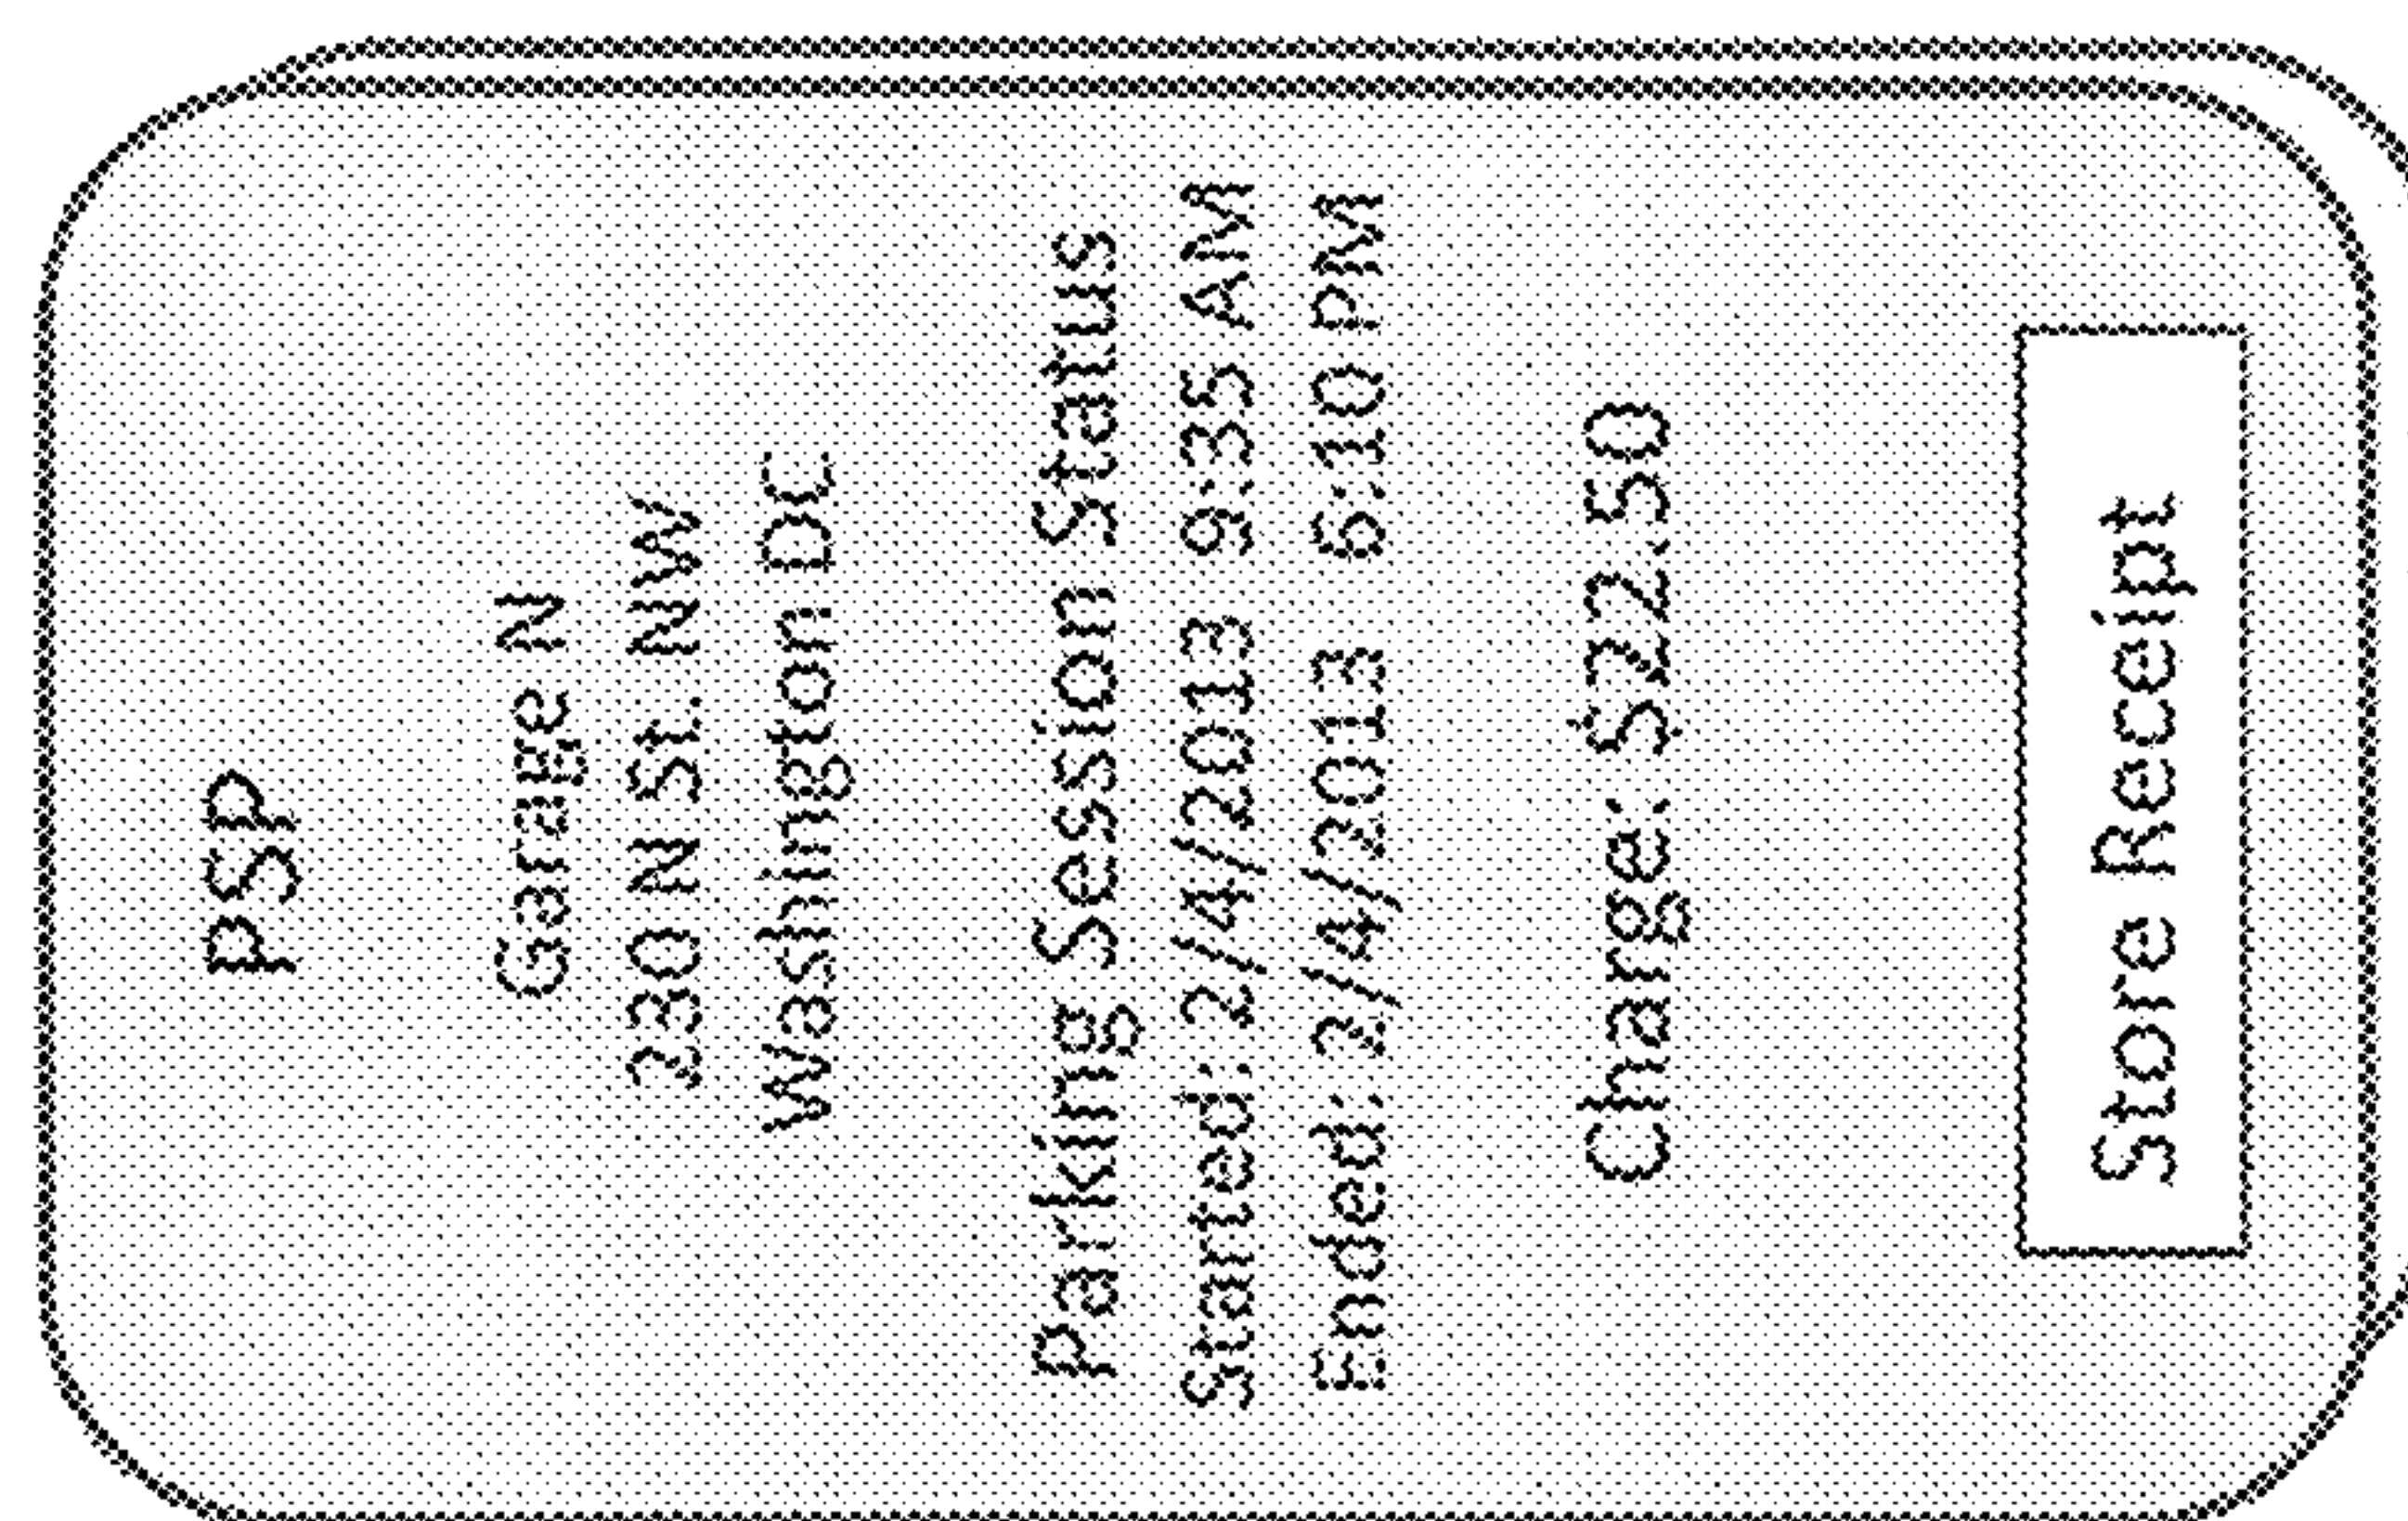 PSP
Garage N
230 N St. NW
Washington DC
Parking Session Status
Started: 2/4/2013 9:35 AM
Ended: 2/4/2013 6:10 PM
Charge: $22.50
Store Receipt